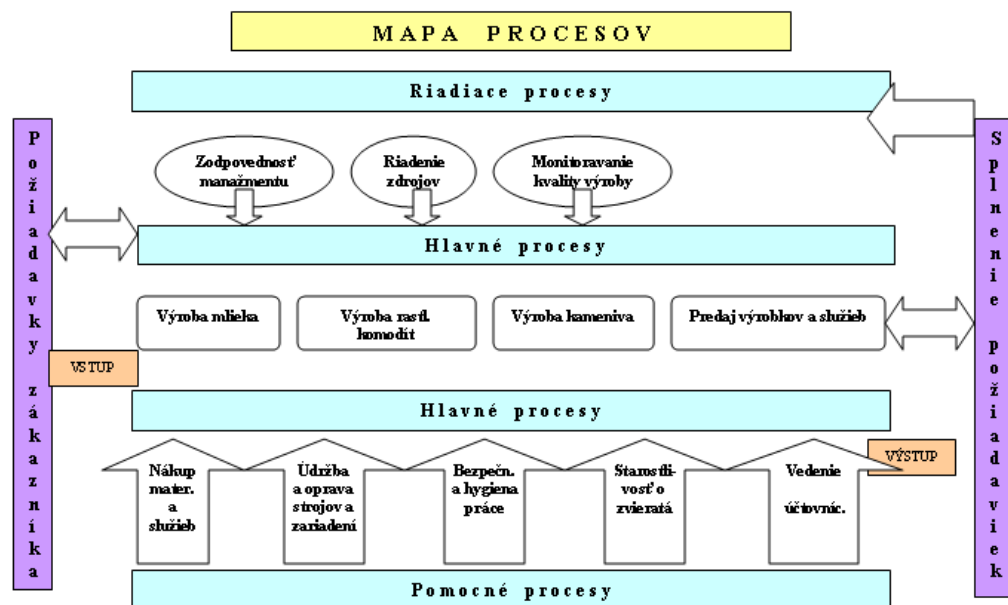 MAPA PROCESOV
Riadiace procesy
Požiadavky zákazníka
Splnenie požiadaviek
Zodpovednosť
manažmentu
Riadenie
zdrojov
Monitoravanie
kvality výroby
Hlavné procesy
Výroba mlieka
Výroba rastl.
komodít
Výroba kameniva
Predaj výrobkov a služieb
VSTUP
Hlavné procesy
VÝSTUP
Nákup
mater.
a
služieb
Údržba
a oprava
strojov a
zariadení
Bezpečn.
a hygiena
práce
Starostli-
vosť o
zvieratá
Vedenie
účtovníc.
Pomocné procesy